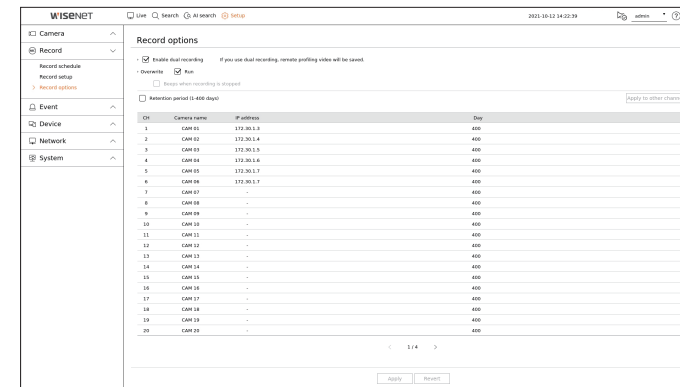 WISENET Live Search AI search Setup 2021-10-12 14:22:39 admin ?
Camera
Record
Record schedule
Record setup
> Record options
Event
Device
Network
System
Record options
Enable dual recording If you use dual recording, remote profiling video will be saved.
Overwrite Run
Beeps when recording is stopped.
Retention period (1-400 days) Apply to other chann
CH Camera name IP address Day
1 CAM 01 172.30.1.3 400
2 CAM 02 172.30.1.4 400
3 CAM 03 172.30.1.5 400
4 CAM 04 172.30.1.6 400
5 CAM 05 172.30.1.7 400
6 CAM 06 172.30.1.7 400
7 CAM 07 - 400
8 CAM 08 - 400
9 CAM 09 - 400
10 CAM 10 - 400
11 CAM 11 - 400
12 CAM 12 - 400
13 CAM 13 - 400
14 CAM 14 - 400
15 CAM 15 - 400
16 CAM 16 - 400
17 CAM 17 - 400
18 CAM 18 - 400
19 CAM 19 - 400
20 CAM 20 - 400
< 1 / 4 >
Apply Revert